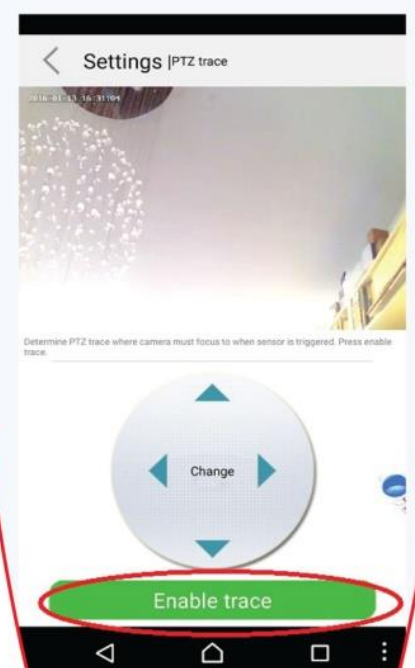 Settings |PTZ trace
2016-01-13 16:31:04
Determine PTZ trace where camera must focus to when sensor is triggered. Press enable
trace.
Change
Enable trace